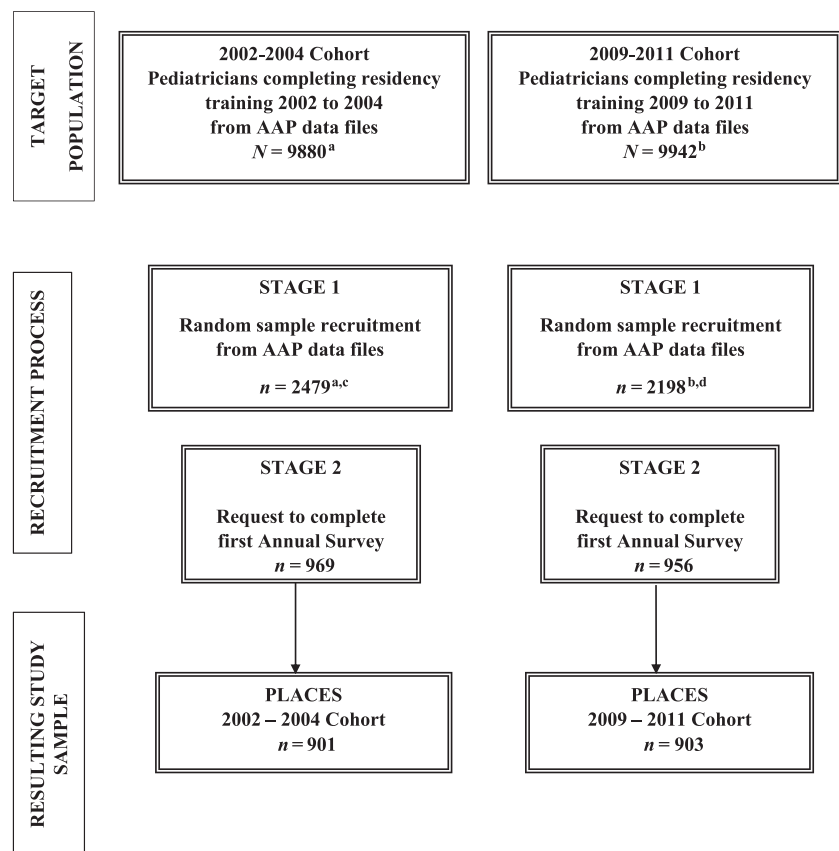 TARGET
POPULATION
2002-2004 Cohort
Pediatricians completing residency
training 2002 to 2004
from AAP data files
N = 9880ᵃ
2009-2011 Cohort
Pediatricians completing residency
training 2009 to 2011
from AAP data files
N = 9942ᵇ
RECRUITMENT PROCESS
STAGE 1
Random sample recruitment
from AAP data files
n = 2479ᵃ,ᶜ
STAGE 1
Random sample recruitment
from AAP data files
n = 2198ᵇ,ᵈ
STAGE 2
Request to complete
first Annual Survey
n = 969
STAGE 2
Request to complete
first Annual Survey
n = 956
RESULTING STUDY
SAMPLE
PLACES
2002 – 2004 Cohort
n = 901
PLACES
2009 – 2011 Cohort
n = 903